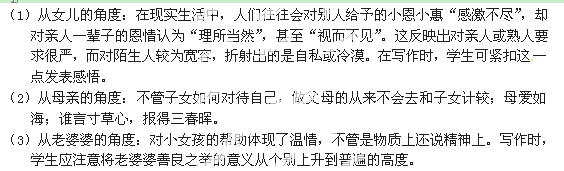 （1）从女儿的角度：在现实生活中，人们往往会对别人给予的小恩小惠“感激不尽”，却
对亲人一辈子的恩情认为“理所当然”，甚至“视而不见”。这反映出对亲人或熟人要
求很严，而对陌生人较为宽容，折射出的是自私或冷漠。在写作时，学生可紧扣这一
点发表感悟。
（2）从母亲的角度：不管子女如何对待自己，做父母的从来不会去和子女计较；母爱如
海；谁言寸草心，报得三春晖。
（3）从老婆婆的角度：对小女孩的帮助体现了温情，不管是物质上还说精神上。写作时，
学生应注意将老婆婆善良之举的意义从个别上升到普遍的高度。